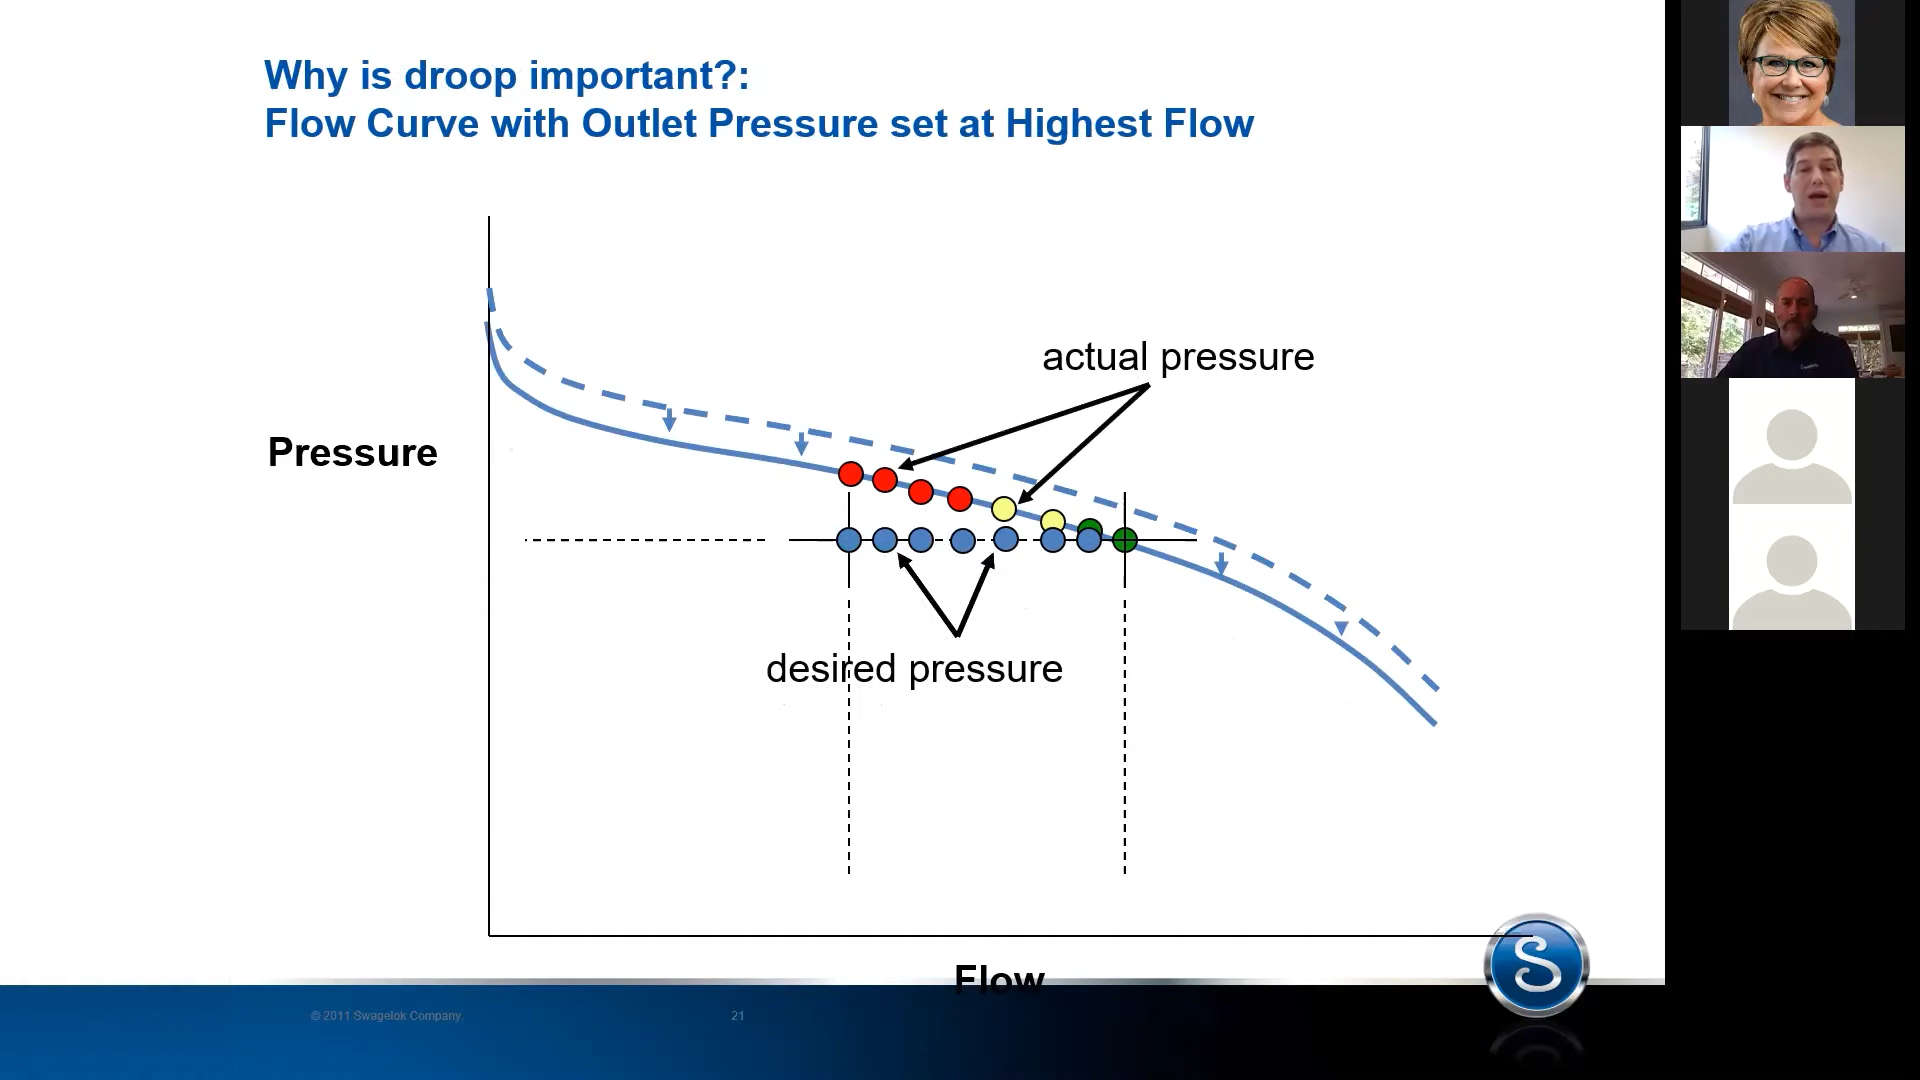 Why is droop important?:
Flow Curve with Outlet Pressure set at Highest Flow
actual pressure
Pressure
desired pressure
Flow
© 2011 Swagelok Company.
21
S